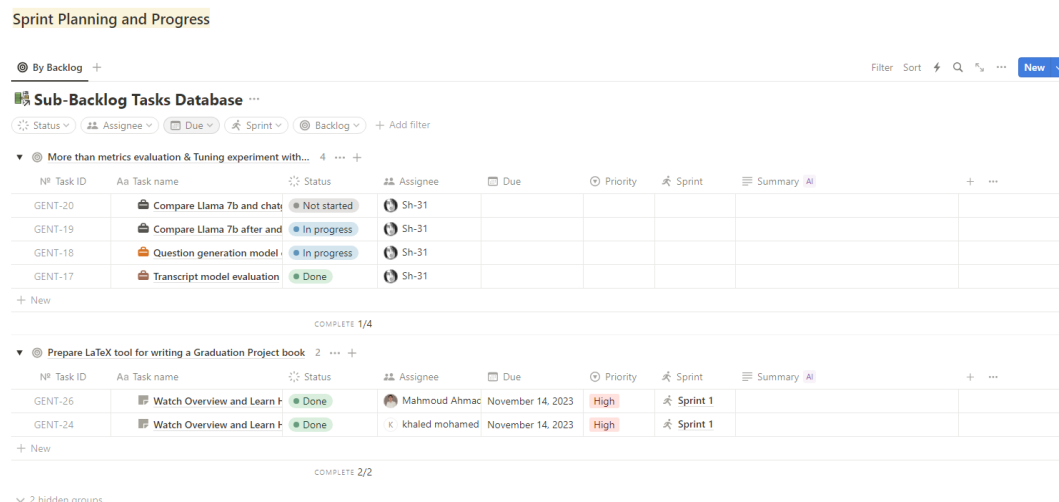 Sprint Planning and Progress
By Backlog
Filter Sort New
Sub-Backlog Tasks Database
Status Assignee Due Sprint Backlog Add filter
More than metrics evaluation & Tuning experiment with... 4
Nº Task ID Aa Task name Status Assignee Due Priority Sprint Summary AI
GENT-20 Compare Llama 7b and Not started Sh-31
GENT-19 Compare Llama 7b after and In progress Sh-31
GENT-18 Question generation model In progress Sh-31
GENT-17 Transcript model evaluation Done Sh-31
New
COMPLETE 1/4
Prepare LaTeX tool for writing a Graduation Project book 2
Nº Task ID Aa Task name Status Assignee Due Priority Sprint Summary AI
GENT-26 Watch Overview and Learn Done Mahmoud Ahmad November 14, 2023 High Sprint 1
GENT-24 Watch Overview and Learn Done K khaled mohamed November 14, 2023 High Sprint 1
New
COMPLETE 2/2
2 hidden groups